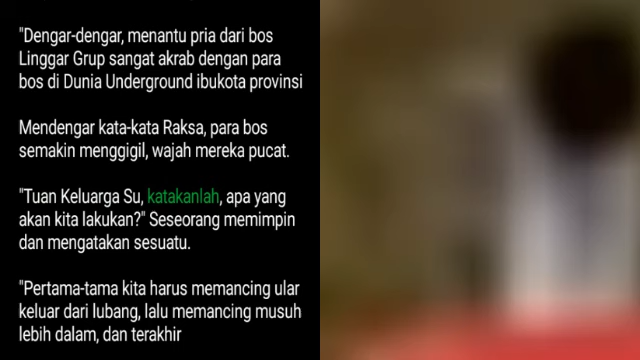 "Dengar-dengar, menantu pria dari bos
Linggar Grup sangat akrab dengan para
bos di Dunia Underground ibukota provinsi
Mendengar kata-kata Raksa, para bos
semakin menggigil, wajah mereka pucat.
"Tuan Keluarga Su, katakanlah, apa yang
akan kita lakukan?" Seseorang memimpin
dan mengatakan sesuatu.
"Pertama-tama kita harus memancing ular
keluar dari lubang, lalu memancing musuh
lebih dalam, dan terakhir